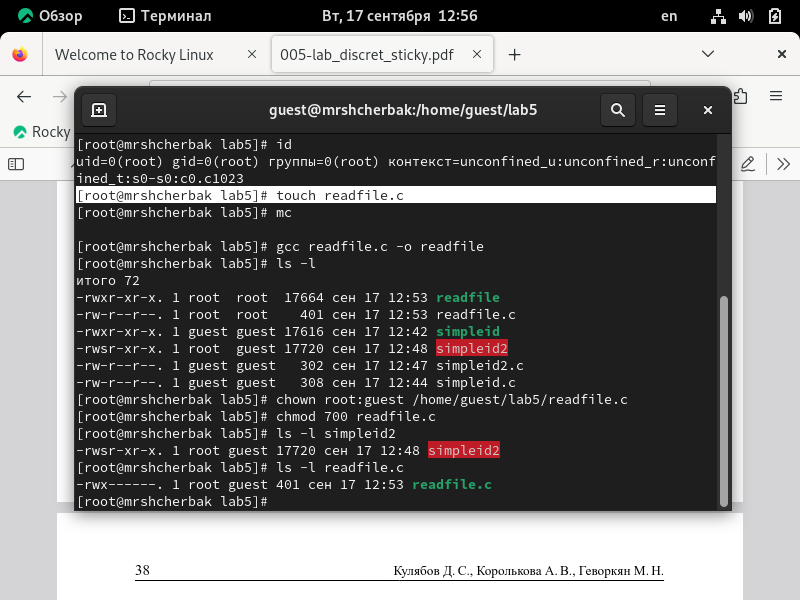 Обзор Терминал Вт, 17 сентября 12:56 en
Welcome to Rocky Linux × 005-lab_discret_sticky.pdf × +
Rocky
guest@mrshcherbak:/home/guest/lab5
[root@mrshcherbak lab5]# id
uid=0(root) gid=0(root) группы=0(root) контекст=unconfined_u:unconfined_r:unconf
ined_t:s0-s0:c0.c1023
[root@mrshcherbak lab5]# touch readfile.c
[root@mrshcherbak lab5]# mc
[root@mrshcherbak lab5]# gcc readfile.c -o readfile
[root@mrshcherbak lab5]# ls -l
итого 72
-rwxr-xr-x. 1 root  root  17664 сен 17 12:53 readfile
-rw-r--r--. 1 root  root    401 сен 17 12:53 readfile.c
-rwxr-xr-x. 1 guest guest 17616 сен 17 12:42 simpleid
-rwsr-xr-x. 1 root  guest 17720 сен 17 12:48 simpleid2
-rw-r--r--. 1 guest guest   302 сен 17 12:47 simpleid2.c
-rw-r--r--. 1 guest guest   308 сен 17 12:44 simpleid.c
[root@mrshcherbak lab5]# chown root:guest /home/guest/lab5/readfile.c
[root@mrshcherbak lab5]# chmod 700 readfile.c
[root@mrshcherbak lab5]# ls -l simpleid2
-rwsr-xr-x. 1 root guest 17720 сен 17 12:48 simpleid2
[root@mrshcherbak lab5]# ls -l readfile.c
-rwx------. 1 root guest 401 сен 17 12:53 readfile.c
[root@mrshcherbak lab5]#
38 Кулябов Д. С., Королькова А. В., Геворкян М. Н.